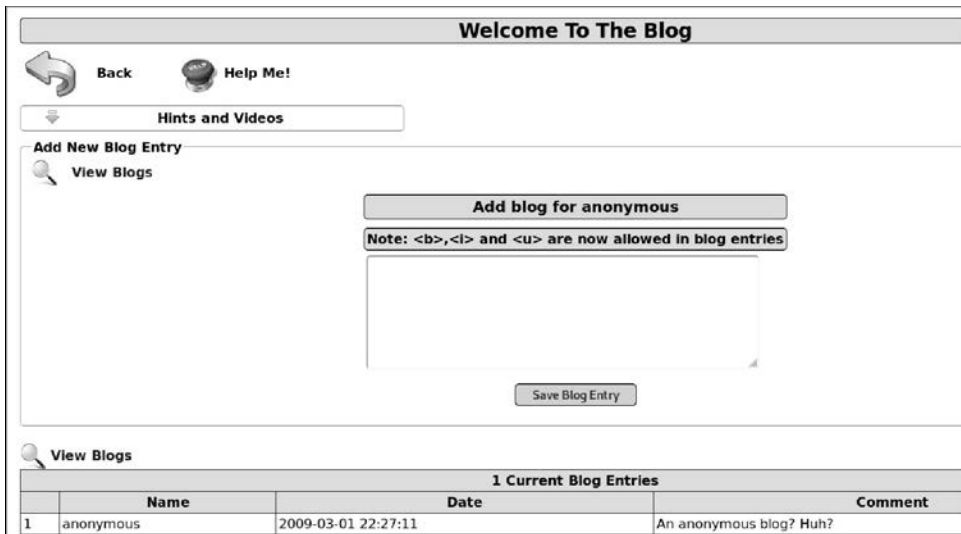 Welcome To The Blog
Back
HELP
Help Me!
Hints and Videos
Add New Blog Entry
View Blogs
Add blog for anonymous
Note: <b>,<i> and <u> are now allowed in blog entries
Save Blog Entry
View Blogs
1 Current Blog Entries
Name Date Comment
1 anonymous 2009-03-01 22:27:11 An anonymous blog? Huh?